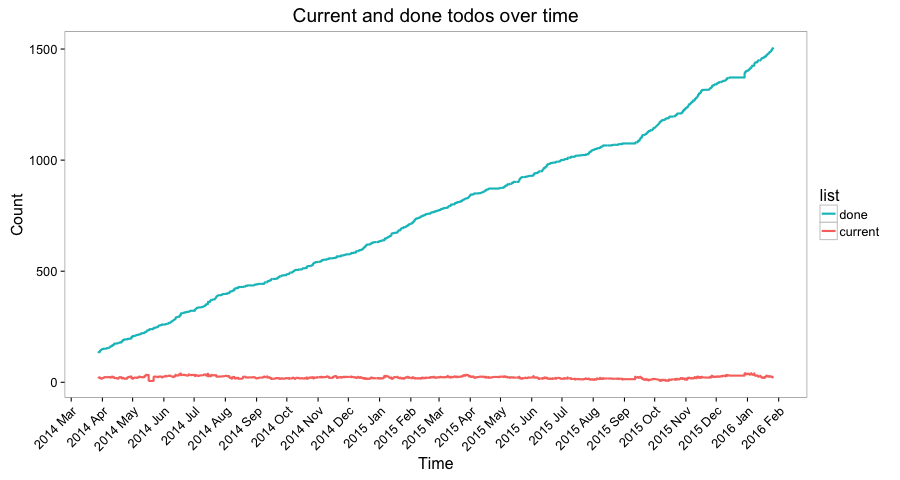 Current and done todos over time
1500
1000
500
0
Count
2014 Mar
2014 Apr
2014 May
2014 Jun
2014 Jul
2014 Aug
2014 Sep
2014 Oct
2014 Nov
2014 Dec
2015 Jan
2015 Feb
2015 Mar
2015 Apr
2015 May
2015 Jun
2015 Jul
2015 Aug
2015 Sep
2015 Oct
2015 Nov
2015 Dec
2016 Jan
2016 Feb
Time
list
done
current